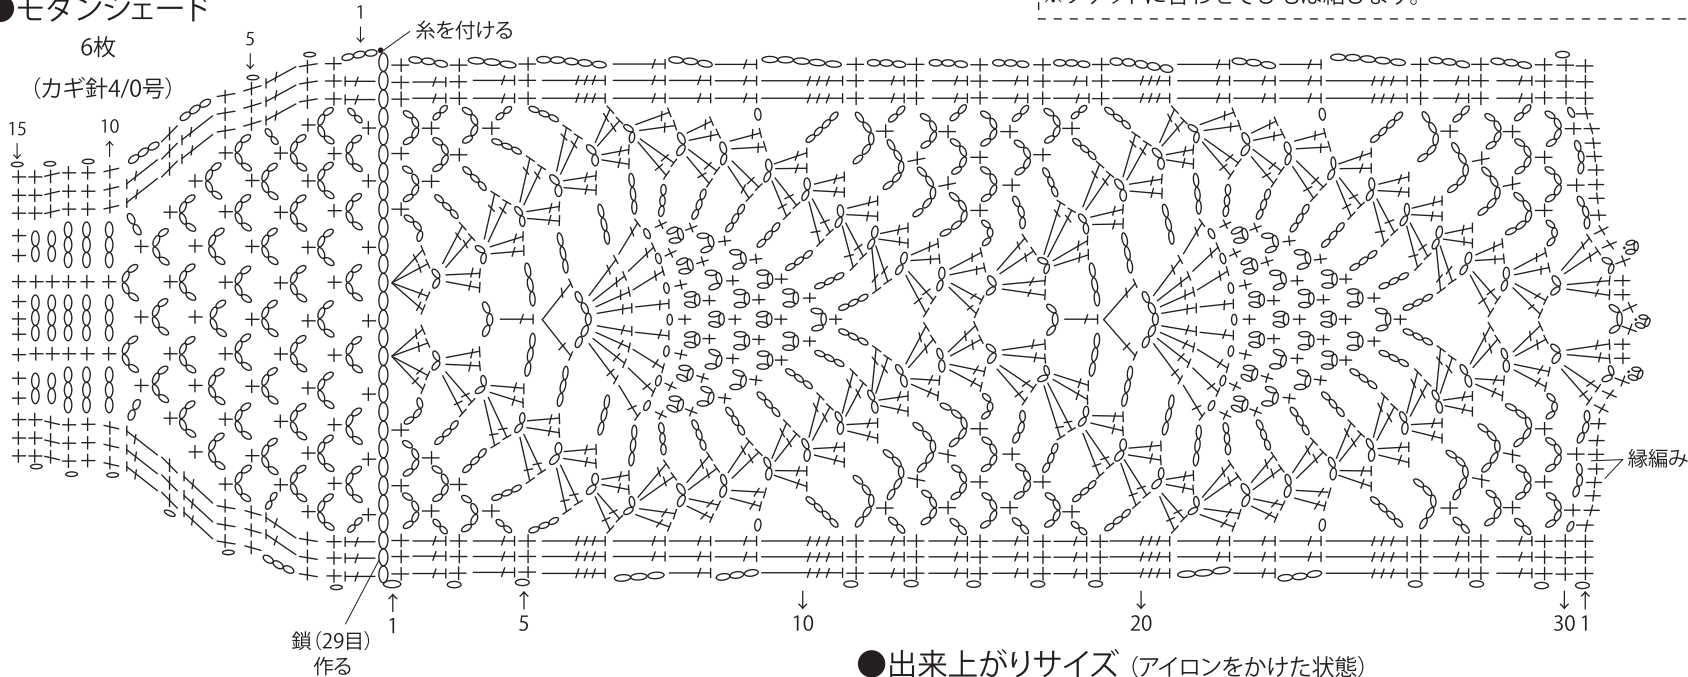 ●モダンシェード
6枚
（カギ針4/0号）
1
糸を付ける
5
15
10
縁編み
鎖（29目）
作る
1
5
10
20
30 1
●出来上がりサイズ（アイロンをかけた状態）